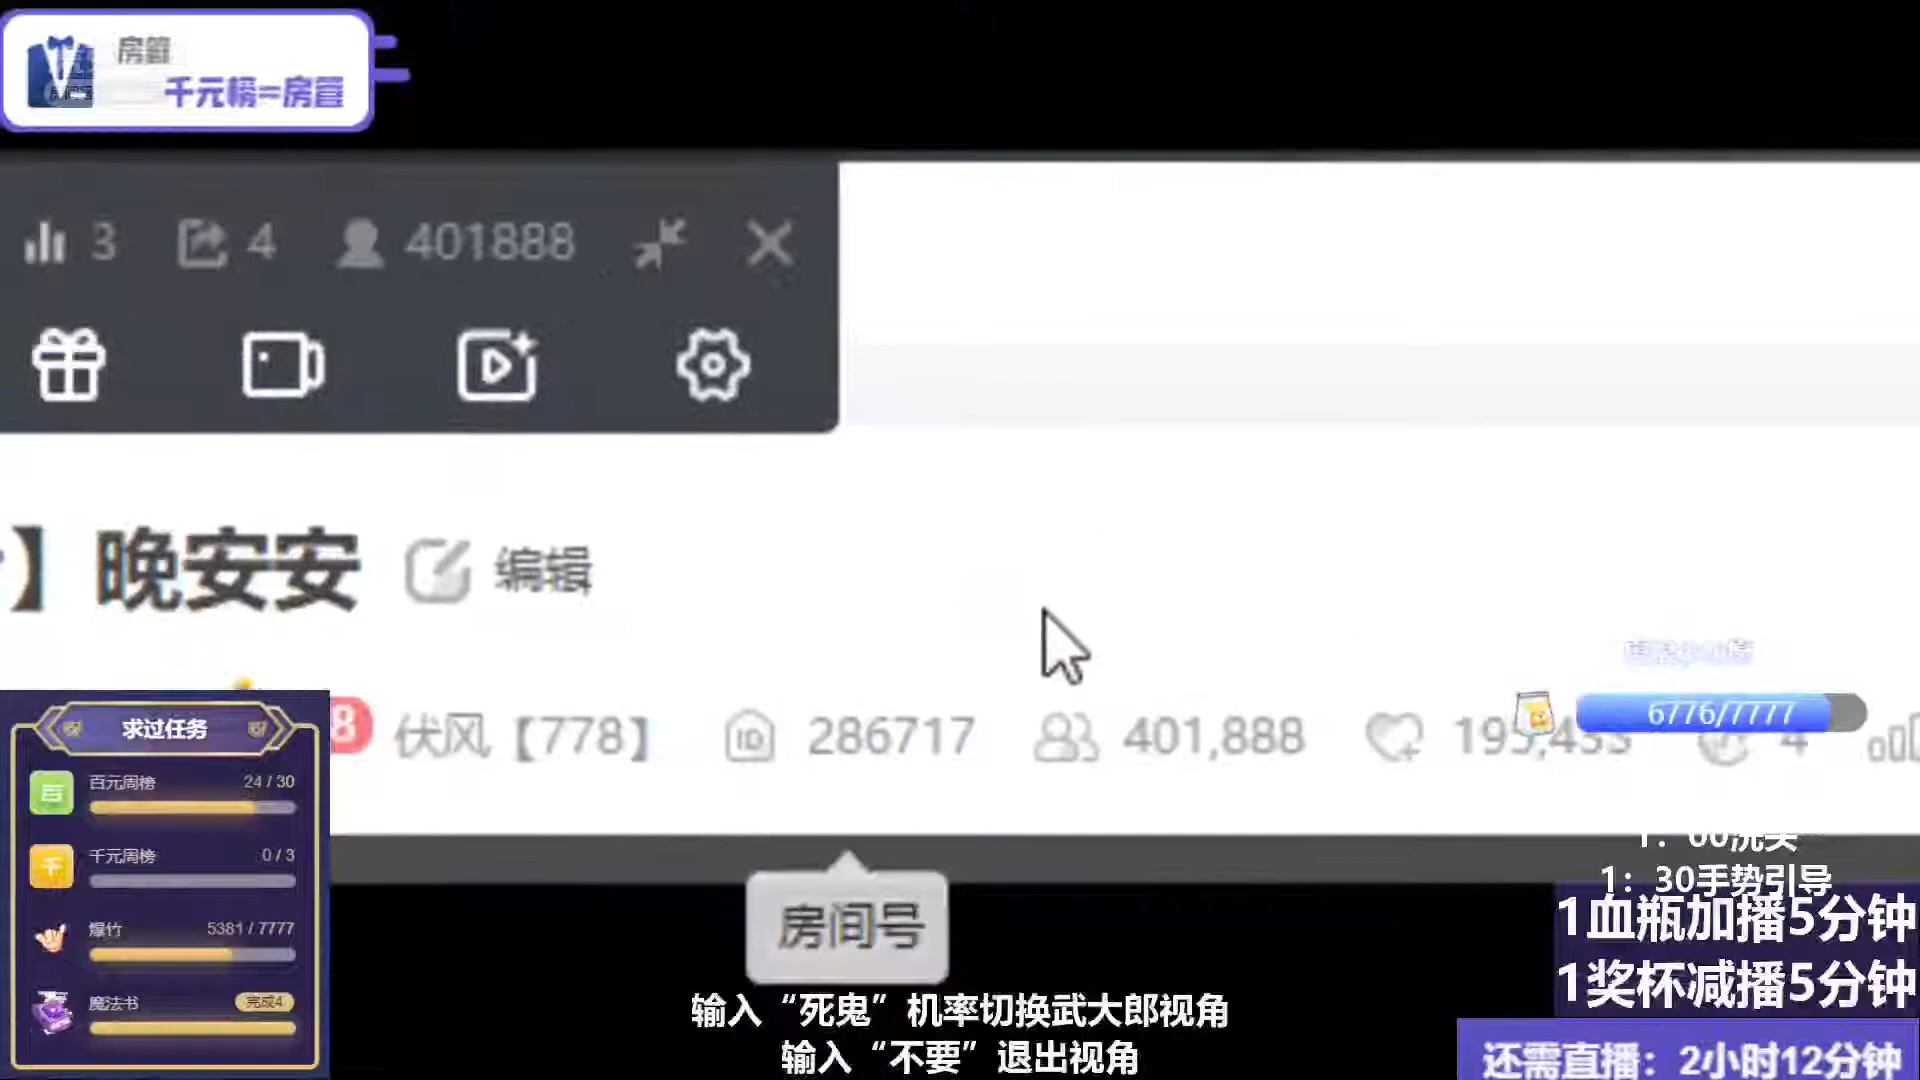 房管
千元榜=房管
3 4 401888
】晚安安 编辑
8 伏风【778】 286717 401,888 195,433 4
6776/7777
求过任务
百元周榜 24/30
千元周榜 0/3
爆竹 5381/7777
魔法书 完成4
房间号
1：30手势引导
1血瓶加播5分钟
1奖杯减播5分钟
输入“死鬼”机率切换武大郎视角
输入“不要”退出视角
还需直播：2小时12分钟